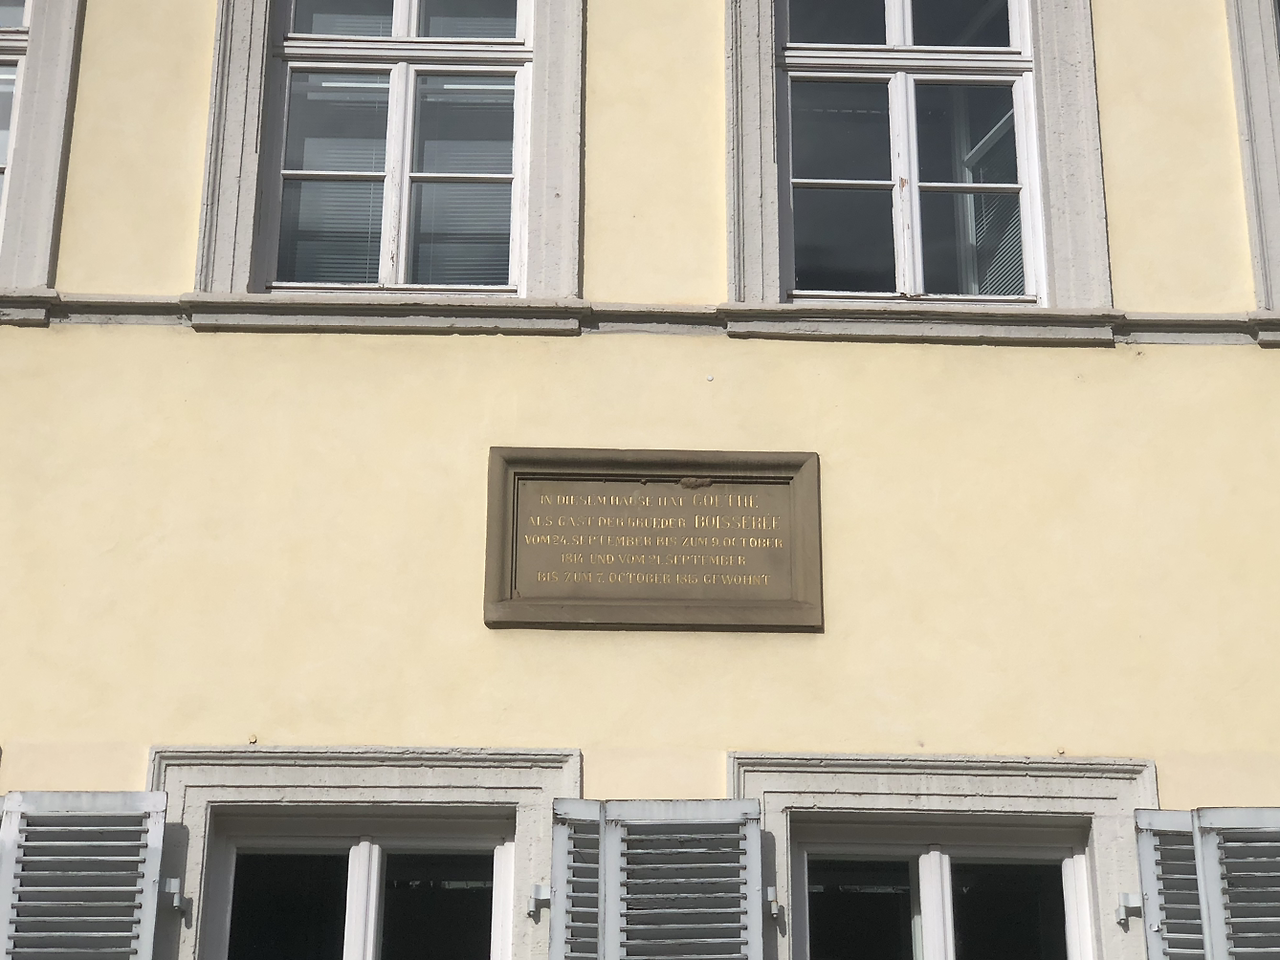 IN DIESEM HAUSE HAT GOETHE
ALS GAST DER BRUEDER BOISSEREE
VOM 24. SEPTEMBER BIS ZUM 9. OCTOBER
1814 UND VOM 21. SEPTEMBER
BIS ZUM 7. OCTOBER 1815 GEWOHNT